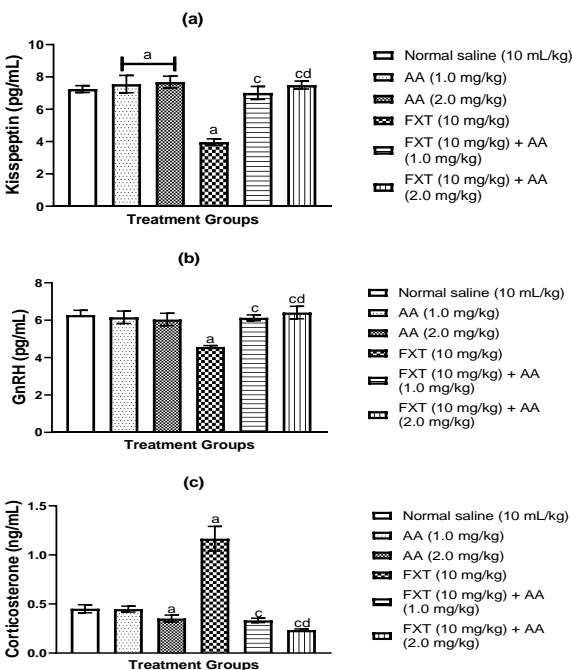 (a)
Kisspeptin (pg/mL)
10
8
6
4
2
0
a
a
c
cd
Treatment Groups
Normal saline (10 mL/kg)
AA (1.0 mg/kg)
AA (2.0 mg/kg)
FXT (10 mg/kg)
FXT (10 mg/kg) + AA
(1.0 mg/kg)
FXT (10 mg/kg) + AA
(2.0 mg/kg)
(b)
GnRH (pg/mL)
8
6
4
2
0
a
c
cd
Treatment Groups
Normal saline (10 mL/kg)
AA (1.0 mg/kg)
AA (2.0 mg/kg)
FXT (10 mg/kg)
FXT (10 mg/kg) + AA
(1.0 mg/kg)
FXT (10 mg/kg) + AA
(2.0 mg/kg)
(c)
Corticosterone (ng/mL)
1.5
1.0
0.5
0.0
a
a
c
cd
Treatment Groups
Normal saline (10 mL/kg)
AA (1.0 mg/kg)
AA (2.0 mg/kg)
FXT (10 mg/kg)
FXT (10 mg/kg) + AA
(1.0 mg/kg)
FXT (10 mg/kg) + AA
(2.0 mg/kg)